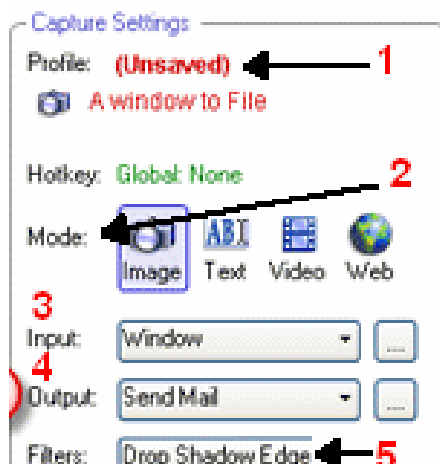 Capture Settings
Profile: (Unsaved) 1
A window to File
Hotkey: Global: None
2
Mode:
Image Text Video Web
3
Input: Window ...
4
Output: Send Mail ...
Filters: Drop Shadow Edge 5